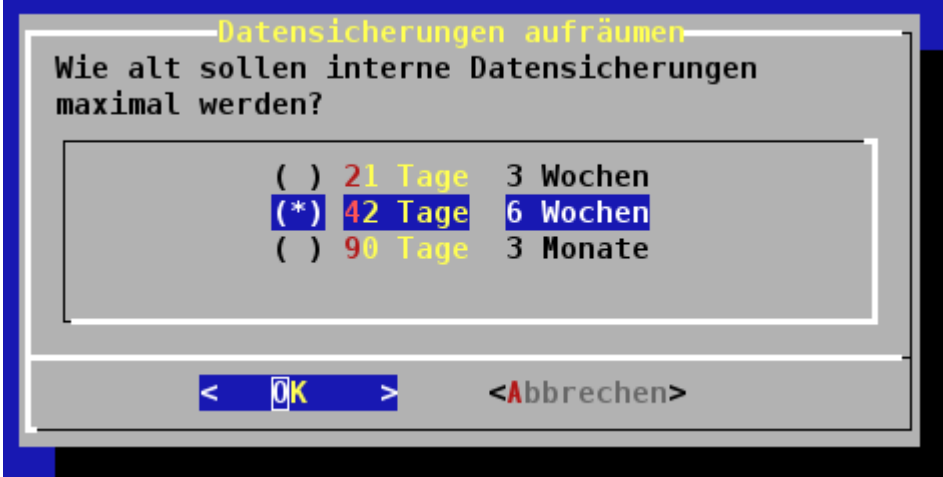 Datensicherungen aufräumen
Wie alt sollen interne Datensicherungen
maximal werden?
( ) 21 Tage 3 Wochen
(*) 42 Tage 6 Wochen
( ) 90 Tage 3 Monate
< OK > <Abbrechen>